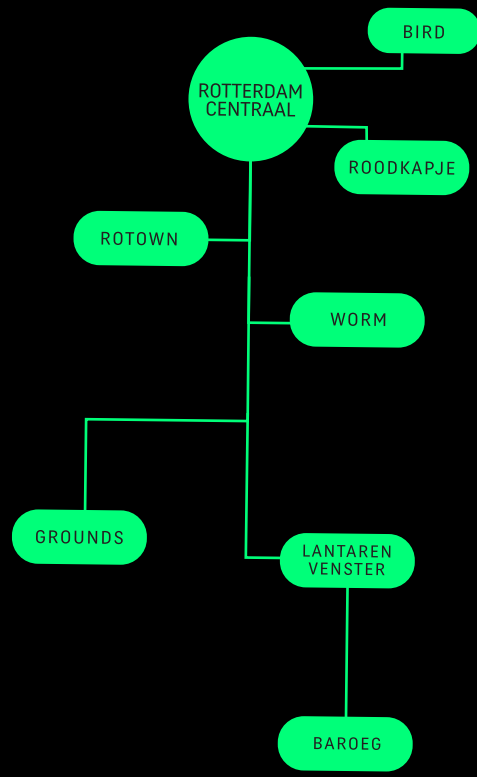 BIRD
ROTTERDAM
CENTRAAL
ROODKAPJE
ROTOWN
WORM
GROUNDS
LANTAREN
VENSTER
BAROEG